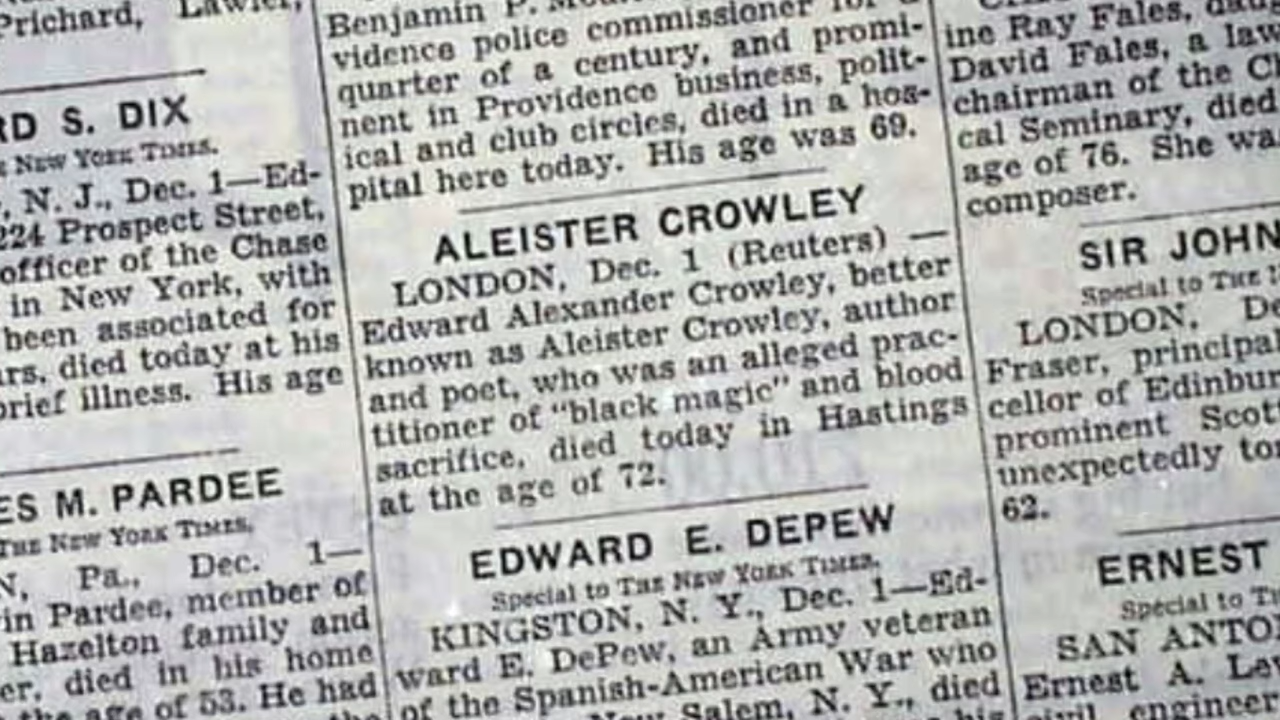 Prichard,
RD S. DIX
NEW YORK TIMES.
N. J., Dec. 1—Ed-
224 Prospect Street,
officer of the Chase
in New York, with
been associated for
rs, died today at his
brief illness. His age
ES M. PARDEE
THE NEW YORK TIMES.
N, Pa., Dec. 1—
in Pardee, member of
Hazelton family and
er, died in his home
the age of 53. He had
Benjamin P.
vidence police commissioner for a
quarter of a century, and promi-
nent in Providence business, polit-
ical and club circles, died in a hos-
pital here today. His age was 69.
ALEISTER CROWLEY
LONDON, Dec. 1 (Reuters) —
Edward Alexander Crowley, better
known as Aleister Crowley, author
and poet, who was an alleged prac-
titioner of "black magic" and blood
sacrifice, died today in Hastings
at the age of 72.
EDWARD E. DEPEW
Special to THE NEW YORK TIMES.
KINGSTON, N. Y., Dec. 1—Ed-
ward E. DePew, an Army veteran
of the Spanish-American War who
New Salem, N. Y., died
his
ine Ray Fales, daug
David Fales, a law
chairman of the Ch
cal Seminary, died
age of 76. She wa
composer.
SIR JOHN
Special to THE
LONDON, De
Fraser, principal
cellor of Edinbur
prominent Scott
unexpectedly to
62.
ERNEST
Special to T
SAN ANTO
Ernest A. Le
civil engineer